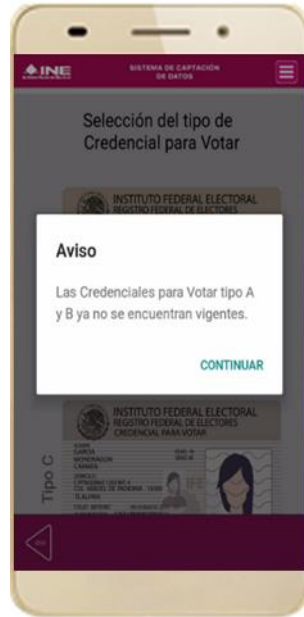 INE
SISTEMA DE CAPTACIÓN
DE DATOS
Selección del tipo de
Credencial para Votar
INSTITUTO FEDERAL ELECTORAL
REGISTRO FEDERAL DE ELECTORES
Aviso
Las Credenciales para Votar tipo A
y B ya no se encuentran vigentes.
CONTINUAR
INSTITUTO FEDERAL ELECTORAL
REGISTRO FEDERAL DE ELECTORES
CREDENCIAL PARA VOTAR
Tipo C